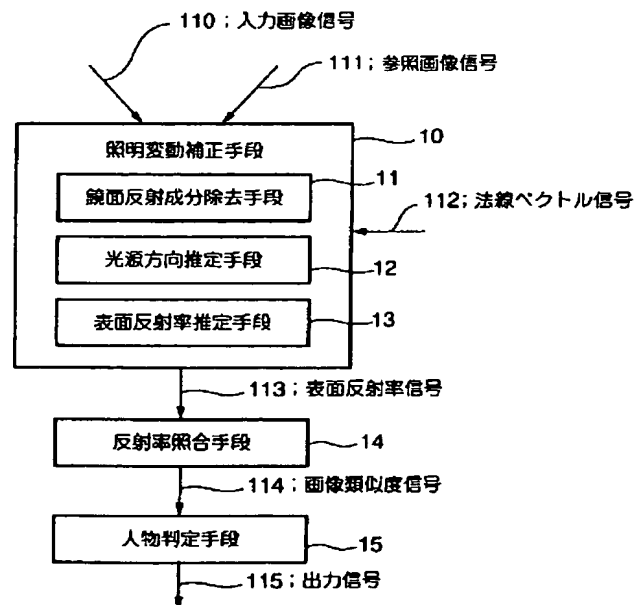 110；入力画像信号
111；参照画像信号
10
照明変動補正手段
11
鏡面反射成分除去手段
112；法線ベクトル信号
光源方向推定手段
12
表面反射率推定手段
13
113；表面反射率信号
反射率照合手段
14
114；画像類似度信号
人物判定手段
15
115；出力信号